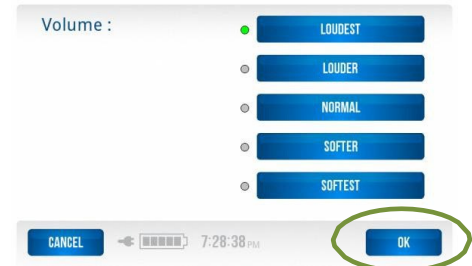 Volume :
LOUDEST
LOUDER
NORMAL
SOFTER
SOFTEST
CANCEL 7:28:38 PM OK